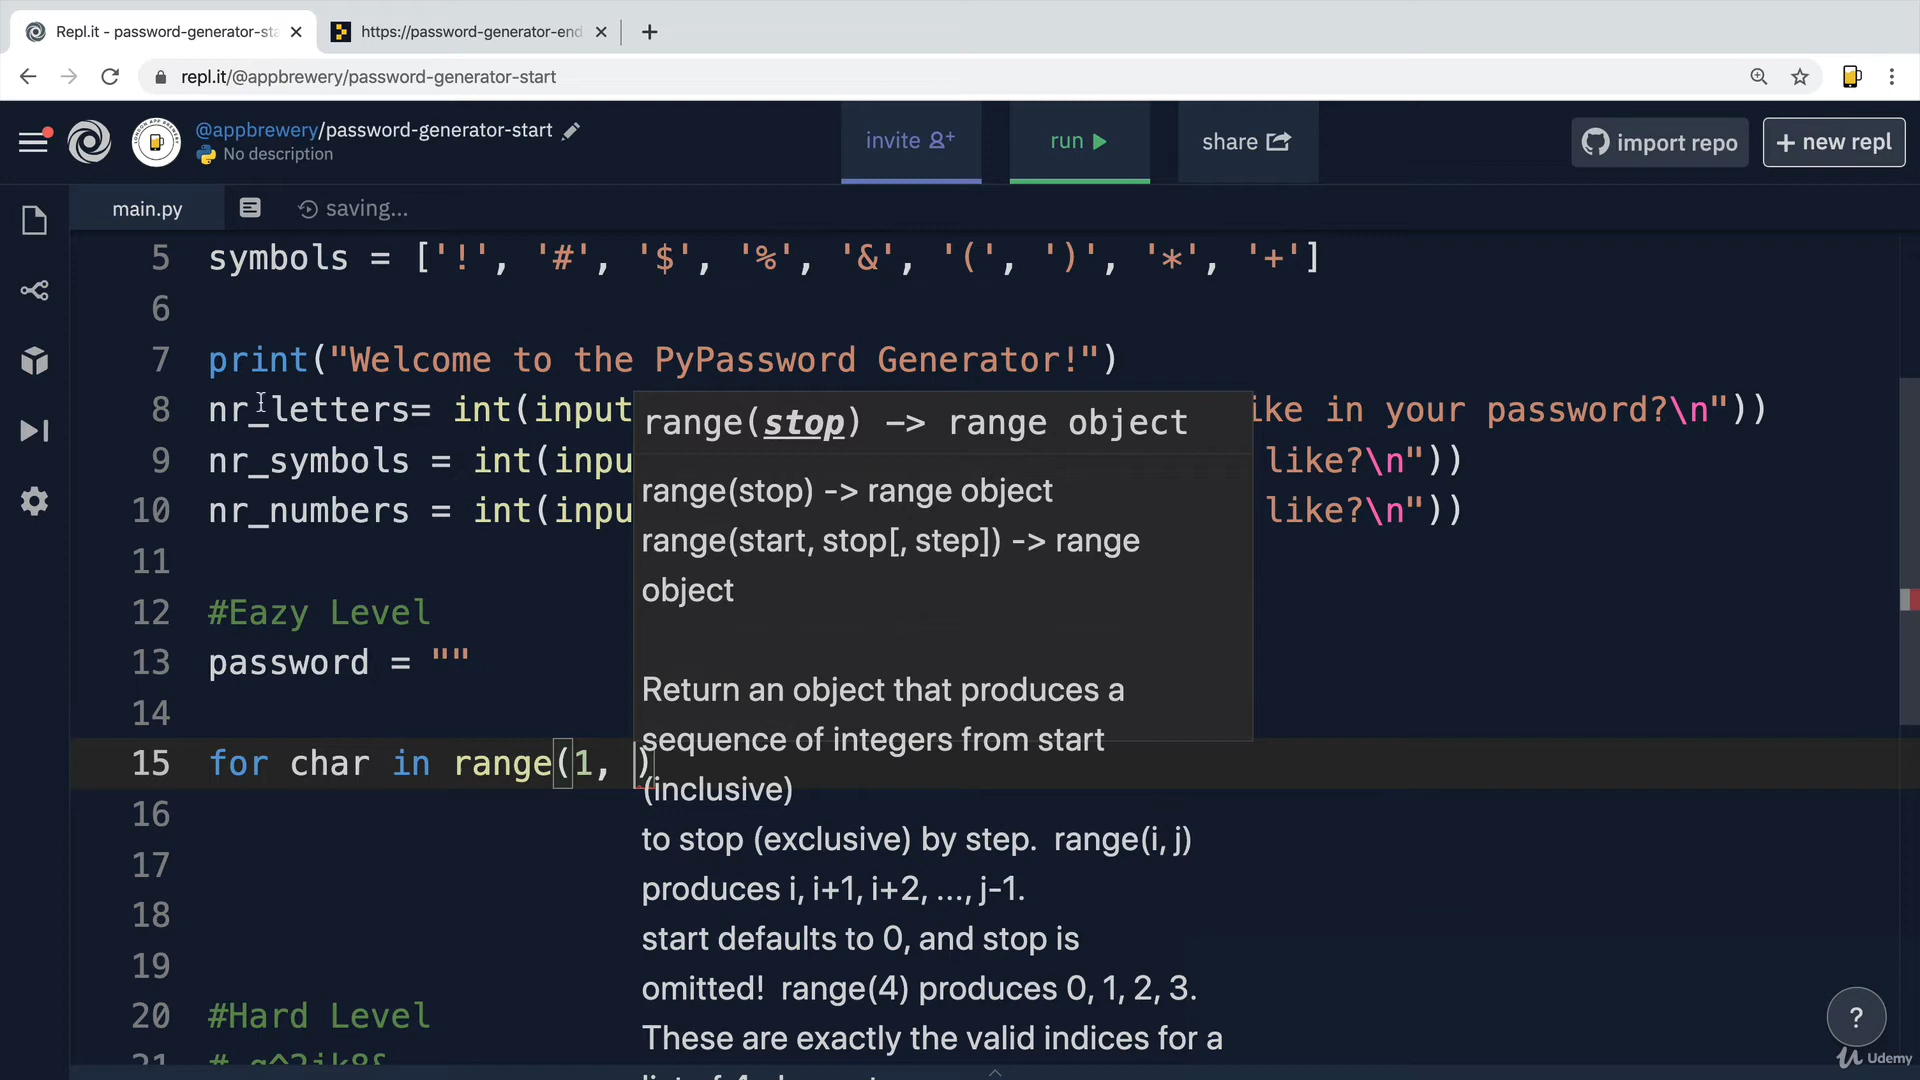 Repl.it - password-generator-sta
https://password-generator-end
repl.it/@appbrewery/password-generator-start
@appbrewery/password-generator-start
No description
invite
run
share
import repo
+ new repl
main.py
saving...
5 symbols = ['!', '#', '$', '%', '&', '(', ')', '*', '+']
6
7 print("Welcome to the PyPassword Generator!")
8 nr_letters= int(input ike in your password?\n"))
9 nr_symbols = int(inpu like?\n"))
10 nr_numbers = int(inpu like?\n"))
11
12 #Eazy Level
13 password = ""
14
15 for char in range(1, )
16
17
18
19
20 #Hard Level
21
range(stop) -> range object
range(stop) -> range object
range(start, stop[, step]) -> range
object
Return an object that produces a
sequence of integers from start
(inclusive)
to stop (exclusive) by step. range(i, j)
produces i, i+1, i+2, ..., j-1.
start defaults to 0, and stop is
omitted! range(4) produces 0, 1, 2, 3.
These are exactly the valid indices for a
?
Udemy